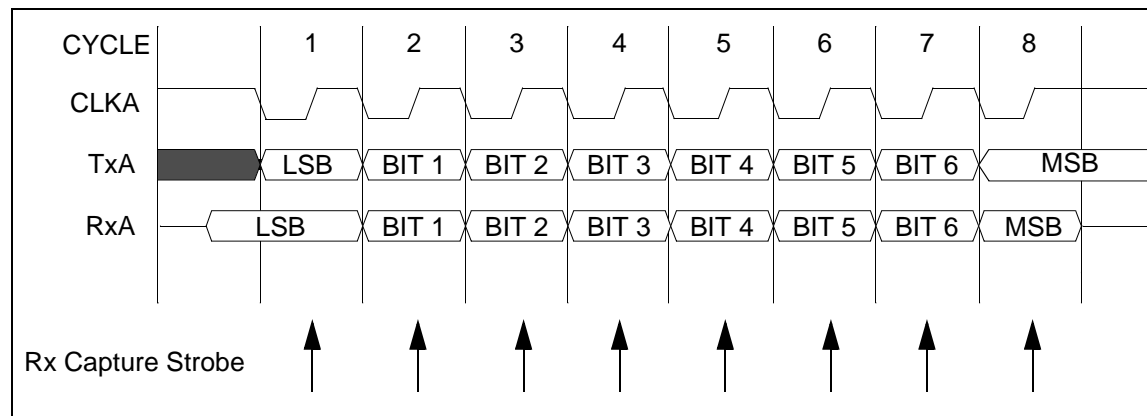 CYCLE 1 2 3 4 5 6 7 8
CLKA
TxA LSB BIT 1 BIT 2 BIT 3 BIT 4 BIT 5 BIT 6 MSB
RxA LSB BIT 1 BIT 2 BIT 3 BIT 4 BIT 5 BIT 6 MSB
Rx Capture Strobe